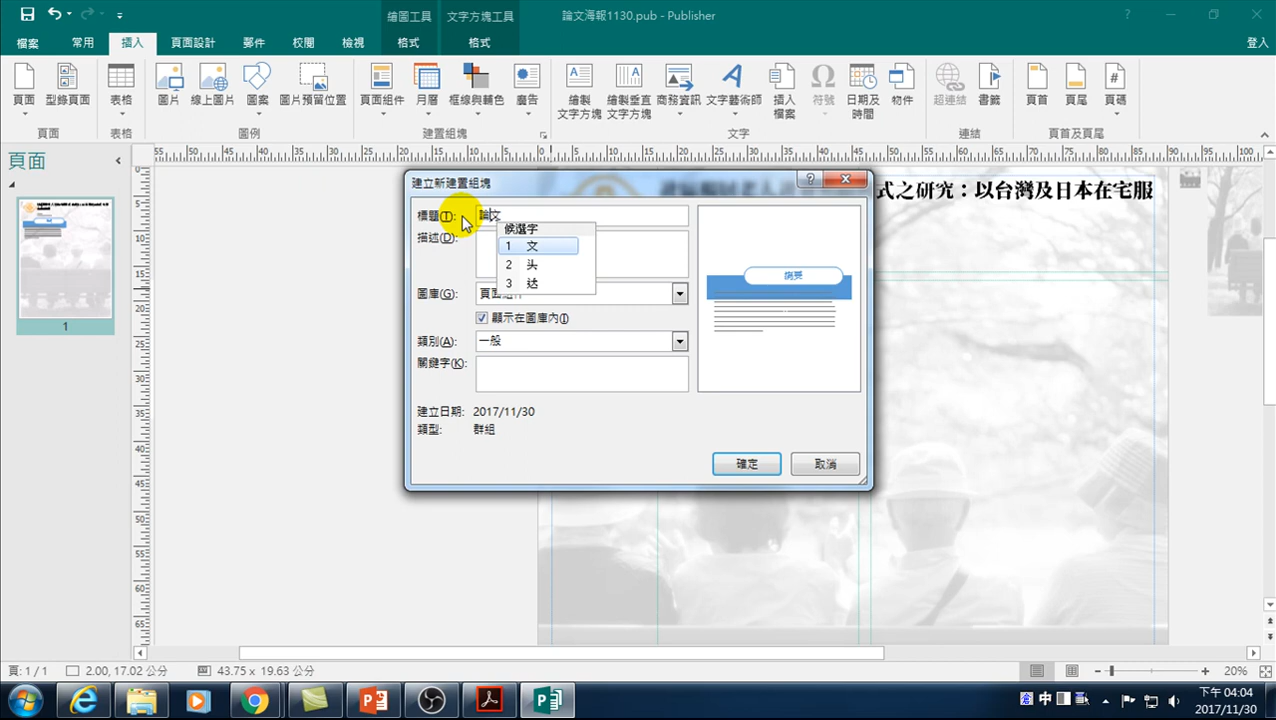 繪圖工具
文字方塊工具
論文海報1130.pub - Publisher
?
檔案
常用
插入
頁面設計
郵件
校閱
檢視
格式
格式
登入
頁面
型錄頁面
表格
圖片
線上圖片
圖案
圖片預留位置
頁面組件
月曆
框線與輔色
廣告
繪製
文字方塊
繪製垂直
文字方塊
商務資訊
文字藝術師
插入
檔案
符號
日期及
時間
物件
超連結
書籤
頁首
頁尾
頁碼
頁面
表格
圖例
建置組塊
文字
連結
頁首及頁尾
頁面
1
式之研究：以台灣及日本在宅服
建立新建置組塊
標題(T):
論文
候選字
1 文
2 头
3 迏
描述(D):
圖庫(G):
頁面組件
顯示在圖庫內(I)
類別(A):
一般
關鍵字(K):
建立日期: 2017/11/30
類型: 群組
摘要
確定
取消
頁: 1 / 1
2.00, 17.02 公分
43.75 x 19.63 公分
20%
倉 中
下午 04:04
2017/11/30